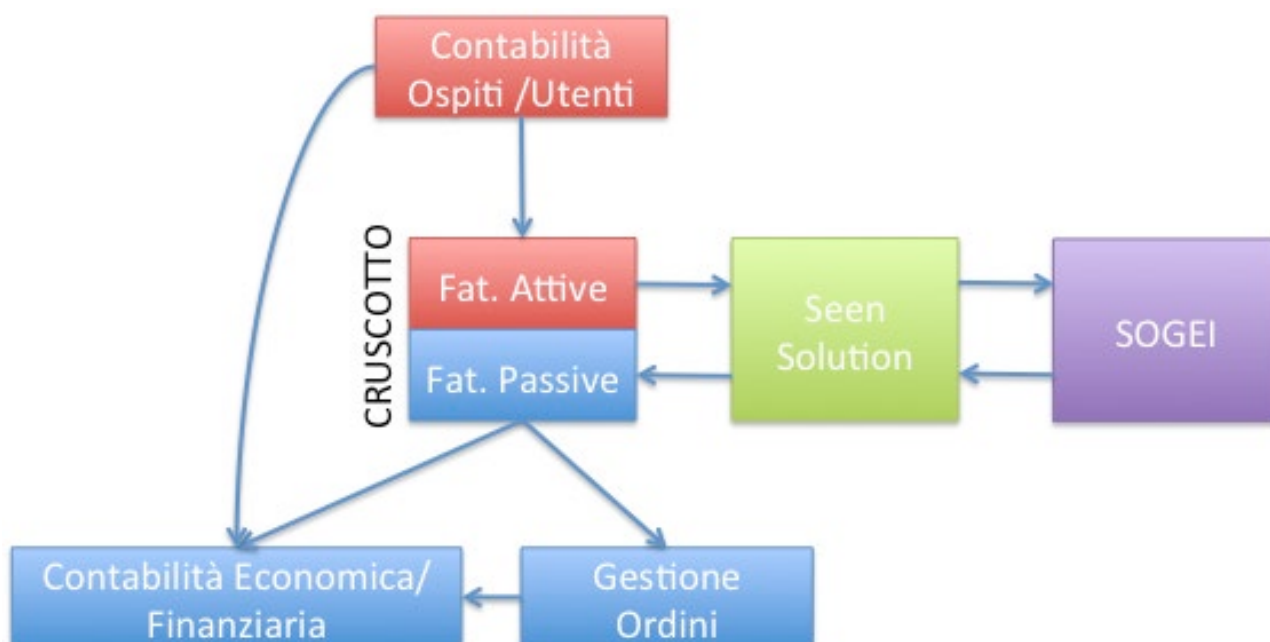 Contabilità
Ospiti /Utenti
CRUSCOTTO
Fat. Attive
Fat. Passive
Seen
Solution
SOGEI
Contabilità Economica/
Finanziaria
Gestione
Ordini